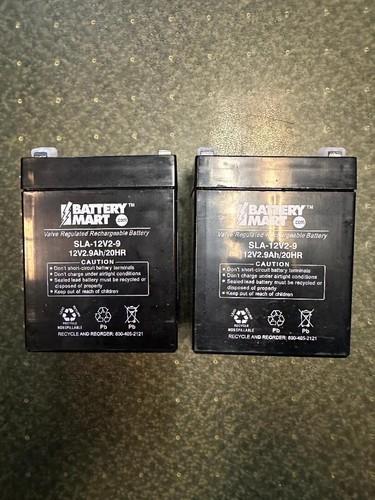 BATTERY™
MART.com
Valve Regulated Rechargeable Battery
SLA-12V2-9
12V2.9Ah/20HR
CAUTION
• Don't short-circuit battery terminals
• Don't charge under airtight conditions
• Sealed lead battery must be recycled or
disposed of properly
• Keep out of reach of children
RECYCLE
NONSPILLABLE
Pb
Pb
RECYCLE AND REORDER: 800-405-2121
BATTERY™
MART.com
Valve Regulated Rechargeable Battery
SLA-12V2-9
12V2.9Ah/20HR
CAUTION
• Don't short-circuit battery terminals
• Don't charge under airtight conditions
• Sealed lead battery must be recycled or
disposed of properly
• Keep out of reach of children
RECYCLE
NONSPILLABLE
Pb
Pb
RECYCLE AND REORDER: 800-405-2121